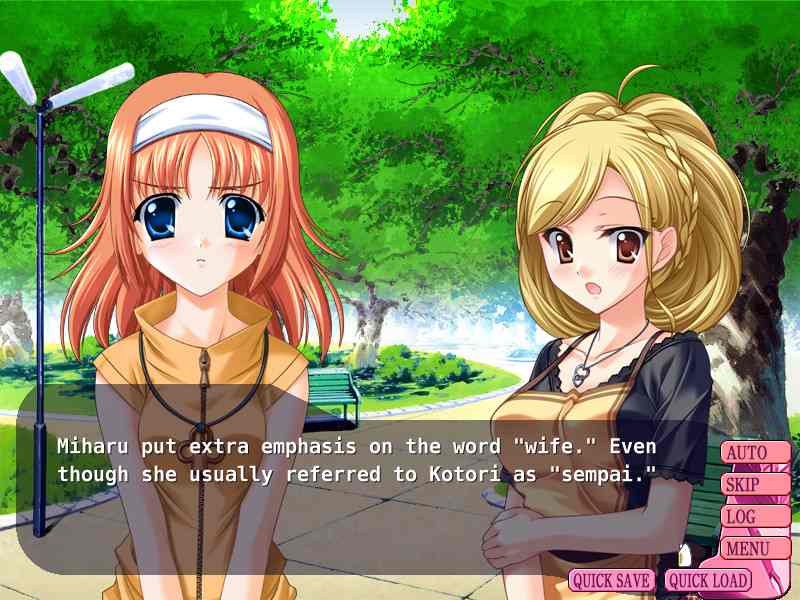 Miharu put extra emphasis on the word "wife." Even
though she usually referred to Kotori as "sempai."
AUTO
SKIP
LOG
MENU
QUICK SAVE
QUICK LOAD